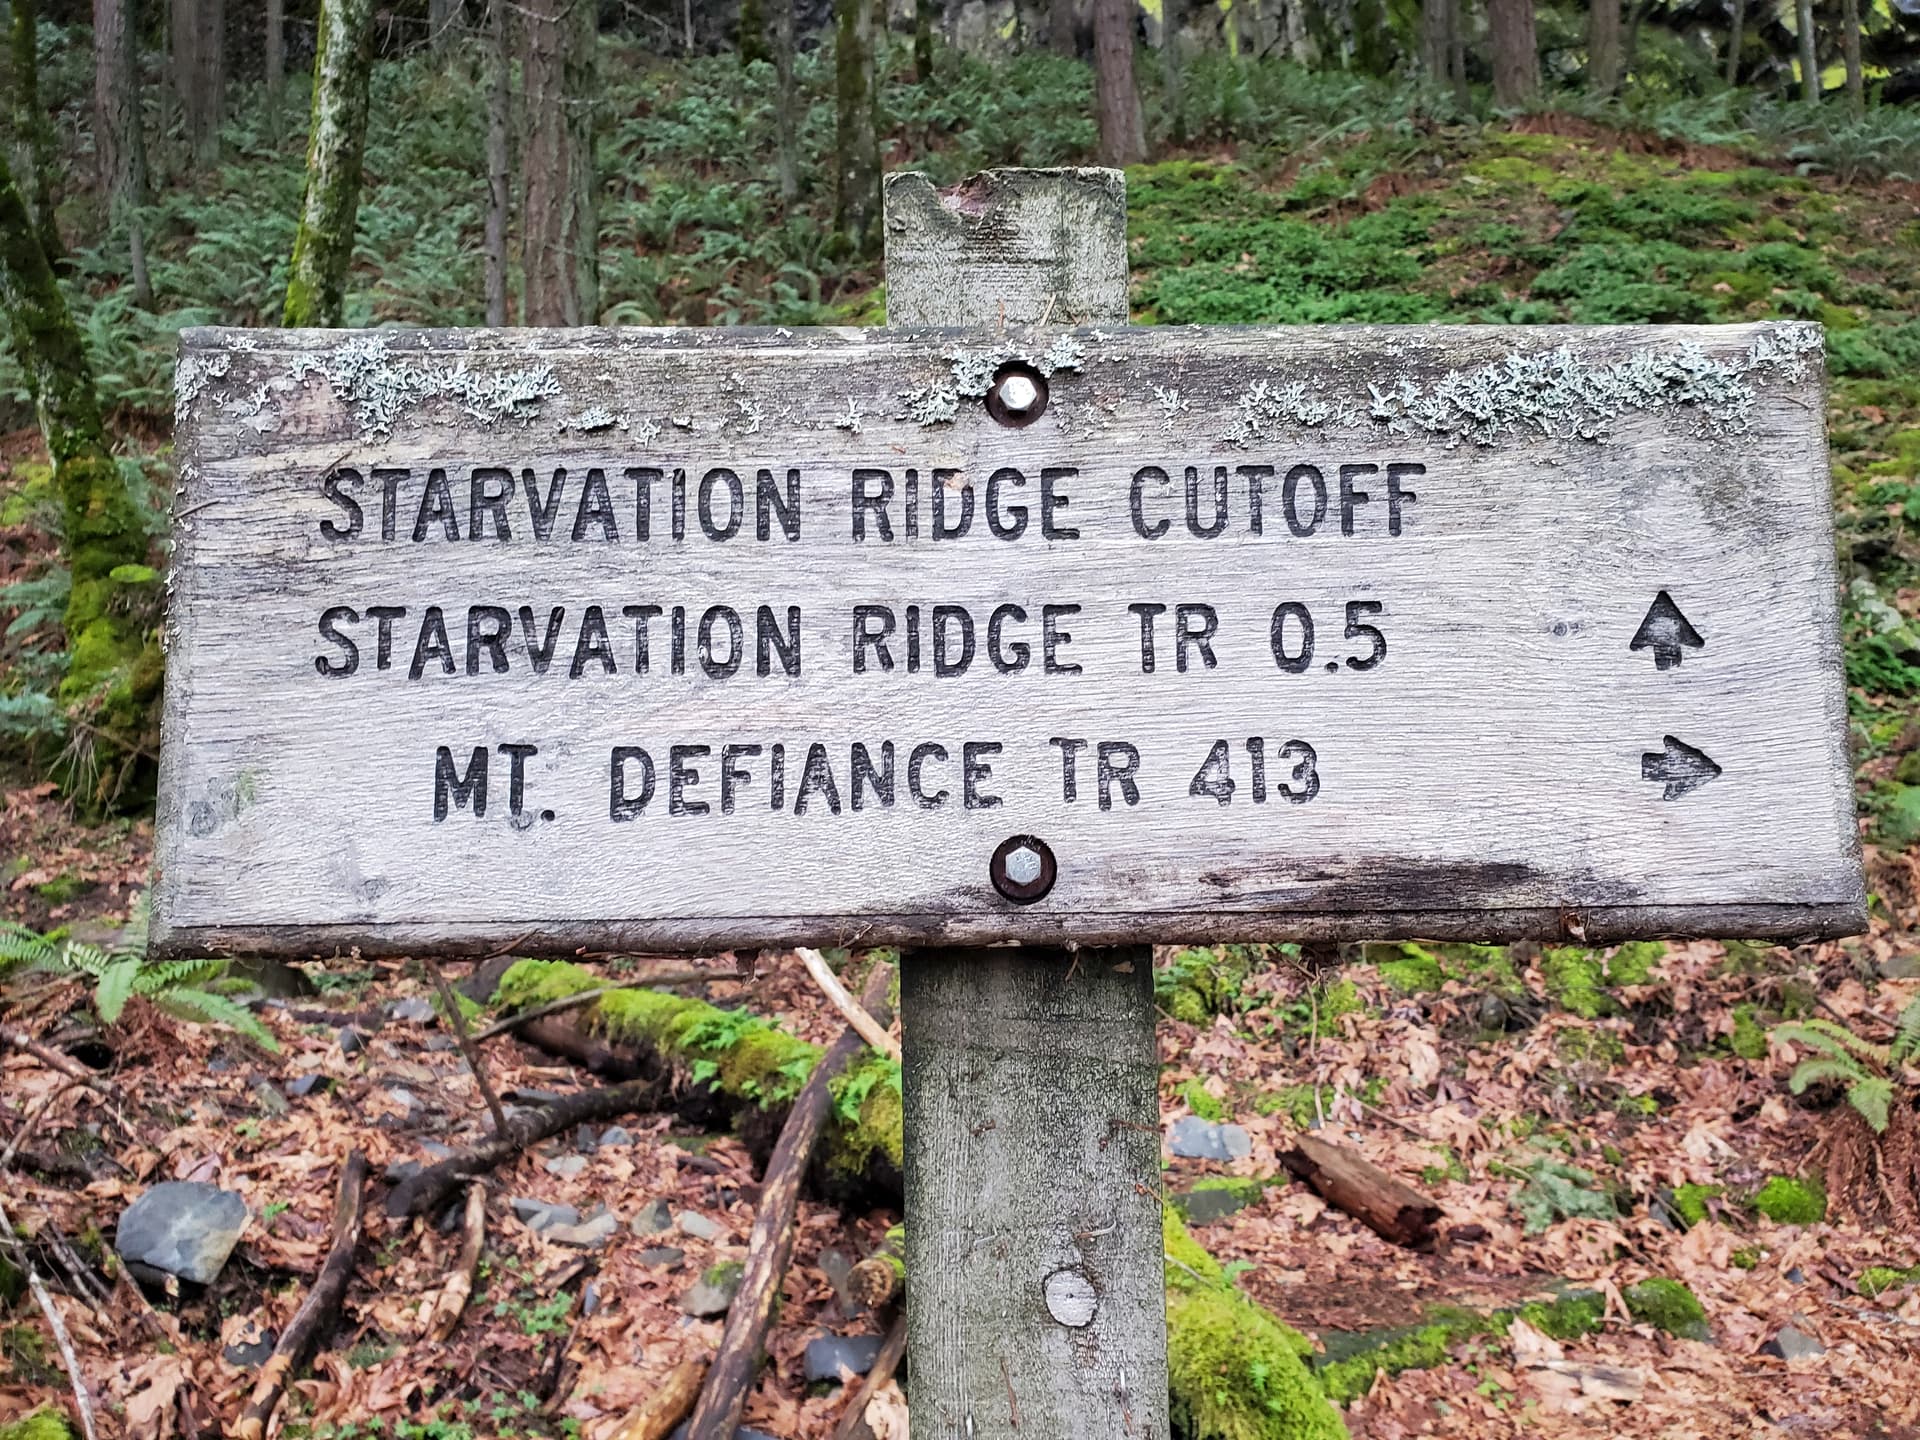 STARVATION RIDGE CUTOFF
STARVATION RIDGE TR 0.5
MT. DEFIANCE TR 413